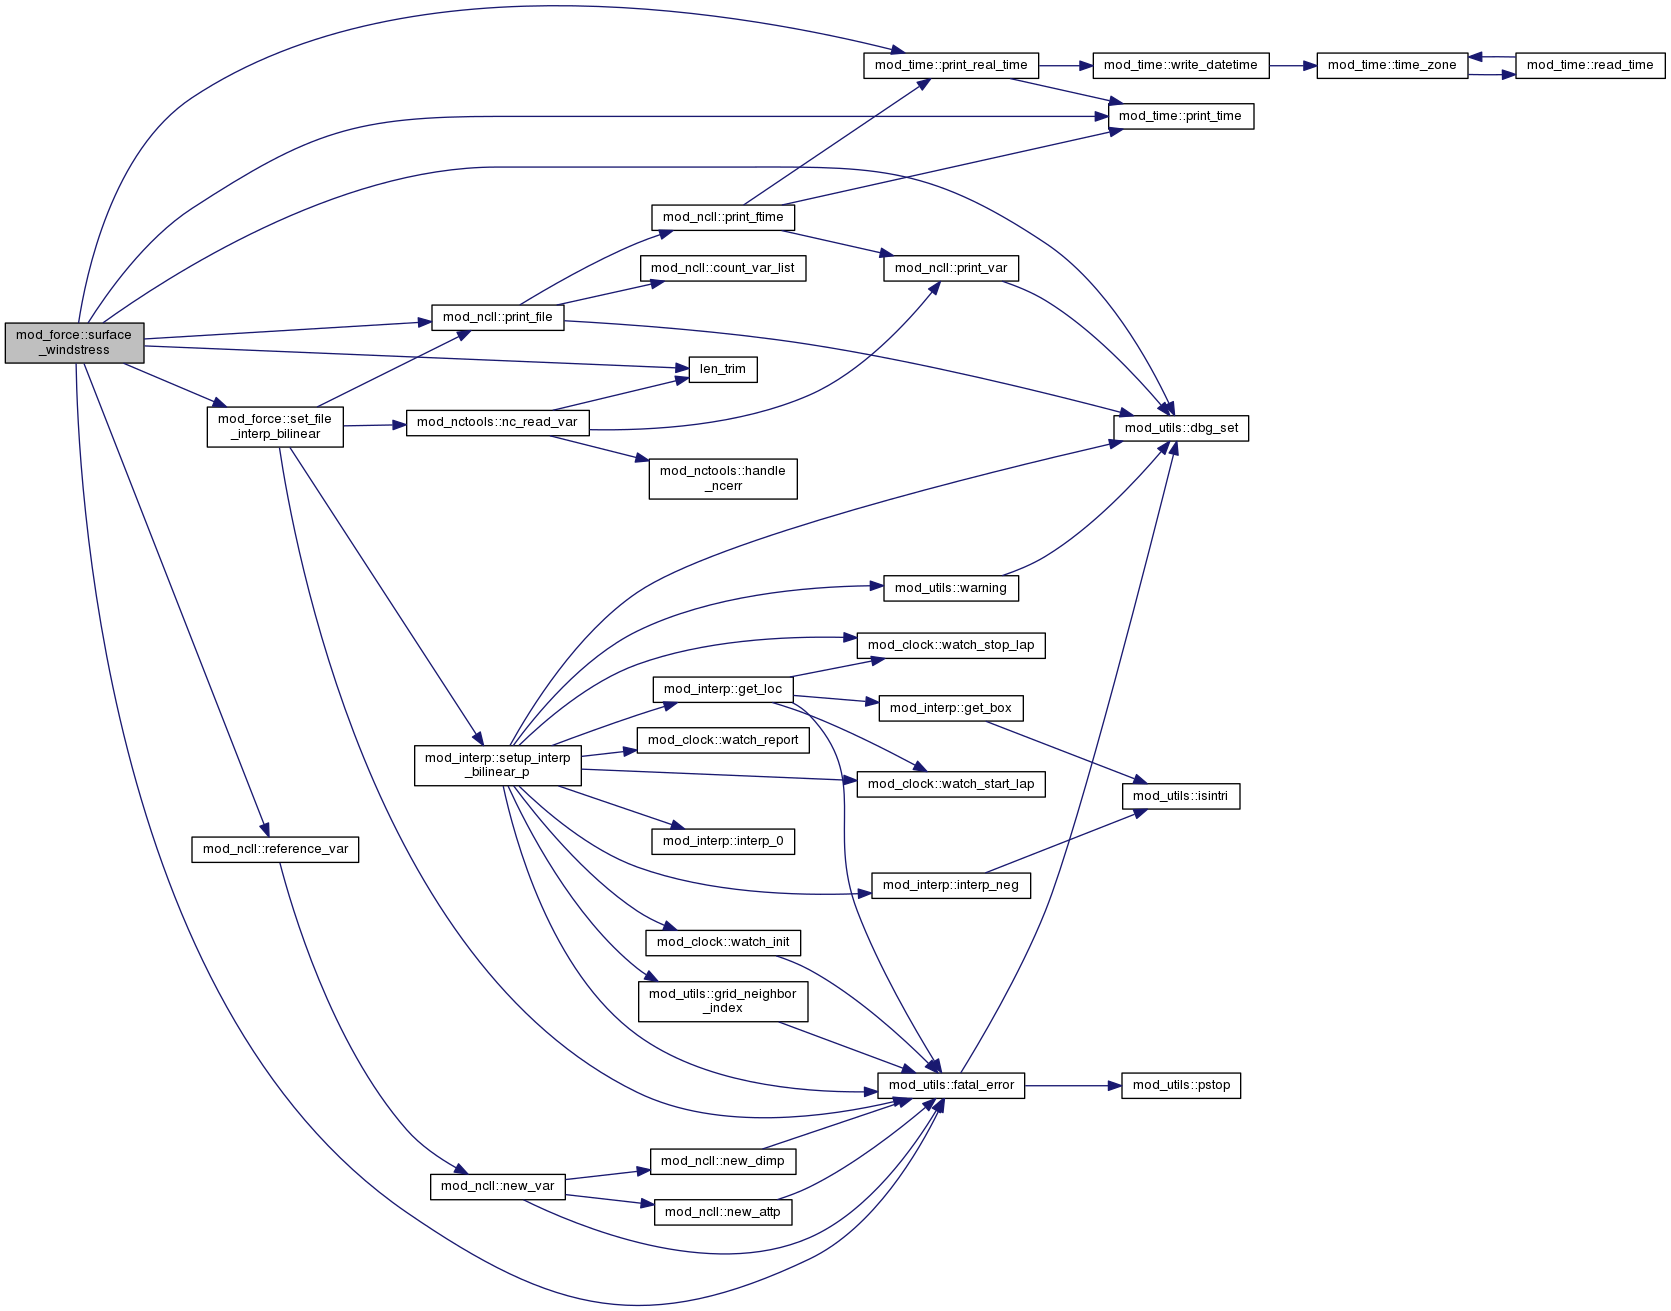 mod_time::print_real_time
mod_time::write_datetime
mod_time::time_zone
mod_time::read_time
mod_time::print_time
mod_ncll::print_ftime
mod_ncll::count_var_list
mod_ncll::print_var
mod_ncll::print_file
mod_force::surface
_windstress
len_trim
mod_force::set_file
_interp_bilinear
mod_nctools::nc_read_var
mod_utils::dbg_set
mod_nctools::handle
_ncerr
mod_utils::warning
mod_clock::watch_stop_lap
mod_interp::get_loc
mod_interp::get_box
mod_clock::watch_report
mod_interp::setup_interp
_bilinear_p
mod_clock::watch_start_lap
mod_utils::isintri
mod_interp::interp_0
mod_ncll::reference_var
mod_interp::interp_neg
mod_clock::watch_init
mod_utils::grid_neighbor
_index
mod_utils::fatal_error
mod_utils::pstop
mod_ncll::new_dimp
mod_ncll::new_var
mod_ncll::new_attp